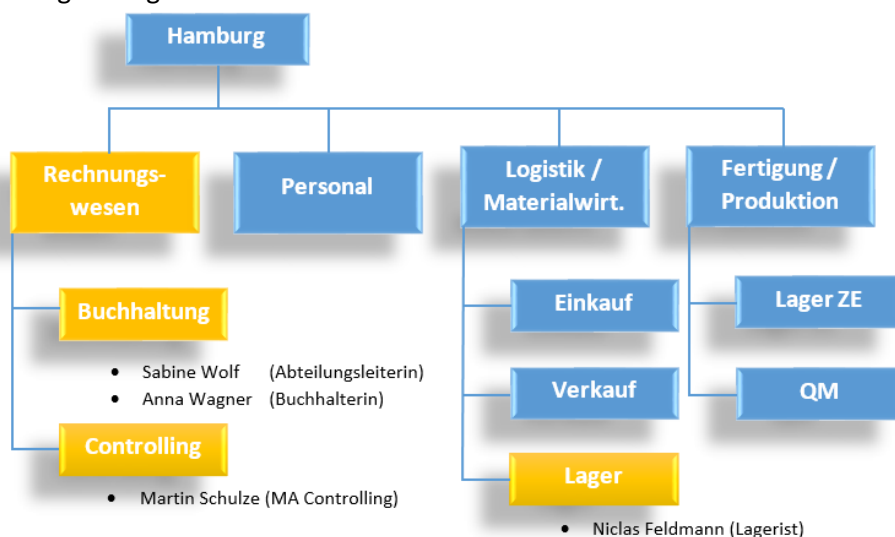 Hamburg
Rechnungs-
wesen
Personal
Logistik /
Materialwirt.
Fertigung /
Produktion
Buchhaltung
• Sabine Wolf (Abteilungsleiterin)
• Anna Wagner (Buchhalterin)
Controlling
• Martin Schulze (MA Controlling)
Einkauf
Verkauf
Lager
• Niclas Feldmann (Lagerist)
Lager ZE
QM